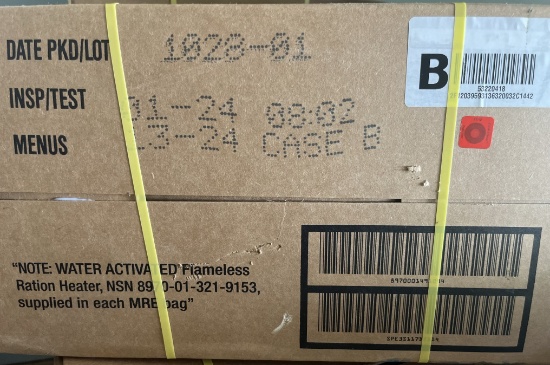 DATE PKD/LOT 1028-01
B
53220418
INSP/TEST 01-24 08:02
MENUS 13-24 CASE B
"NOTE: WATER ACTIVATED Flameless
Ration Heater, NSN 8970-01-321-9153,
supplied in each MRE bag"